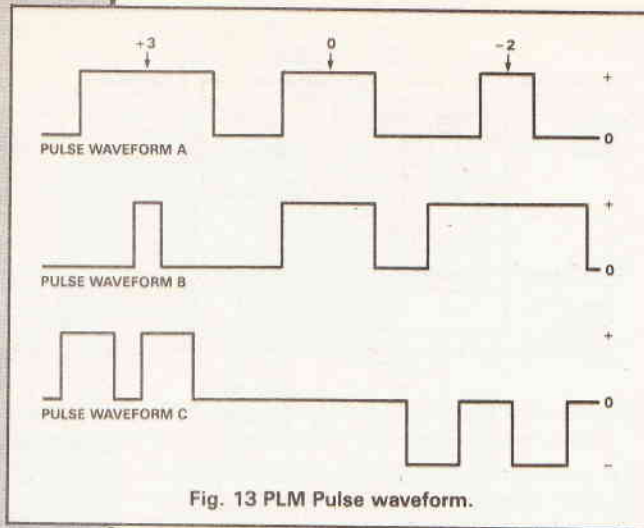 +3 0 -2
+
0
PULSE WAVEFORM A
+
0
PULSE WAVEFORM B
+
0
PULSE WAVEFORM C
-
Fig. 13 PLM Pulse waveform.